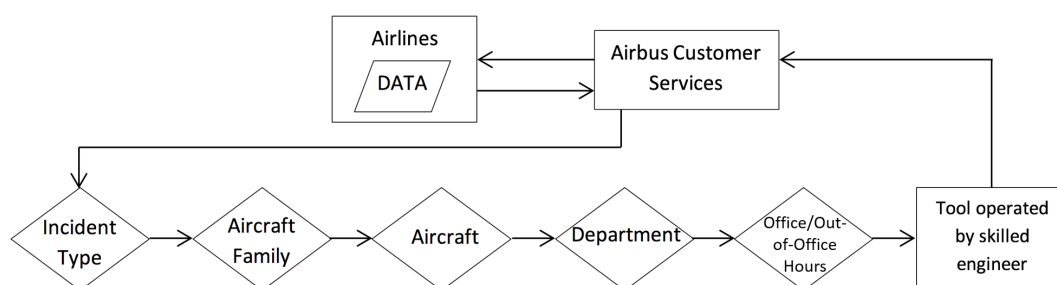 Airlines
DATA
Airbus Customer
Services
Incident
Type
Aircraft
Family
Aircraft
Department
Office/Out-
of-Office
Hours
Tool operated
by skilled
engineer